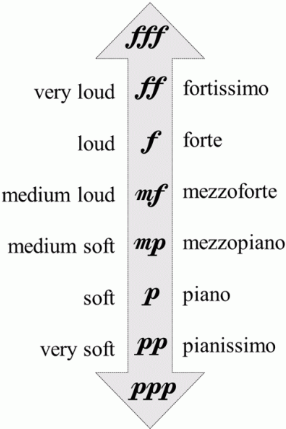 fff
very loud ff fortissimo
loud f forte
medium loud mf mezzoforte
medium soft mp mezzopiano
soft p piano
very soft pp pianissimo
ppp